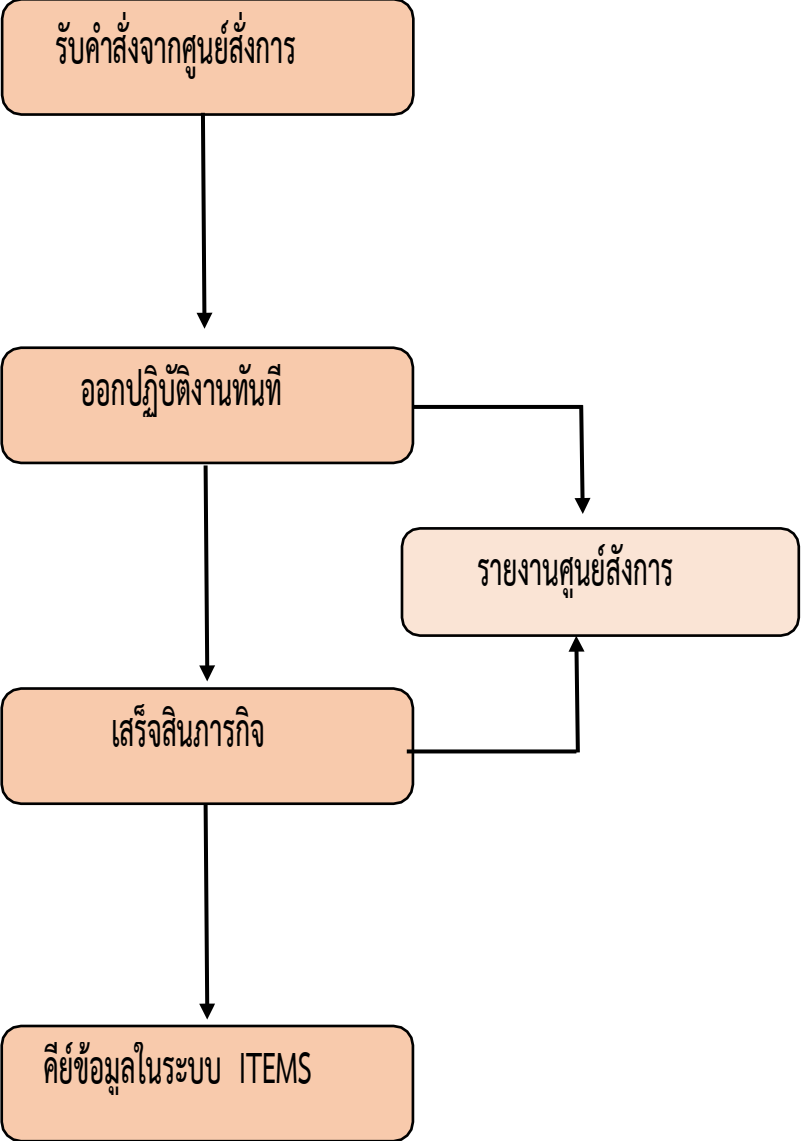 รับคำสั่งจากศูนย์สั่งการ
ออกปฏิบัติงานทันที
รายงานศูนย์สังการ
เสร็จสินภารกิจ
คีย์ข้อมูลในระบบ ITEMS